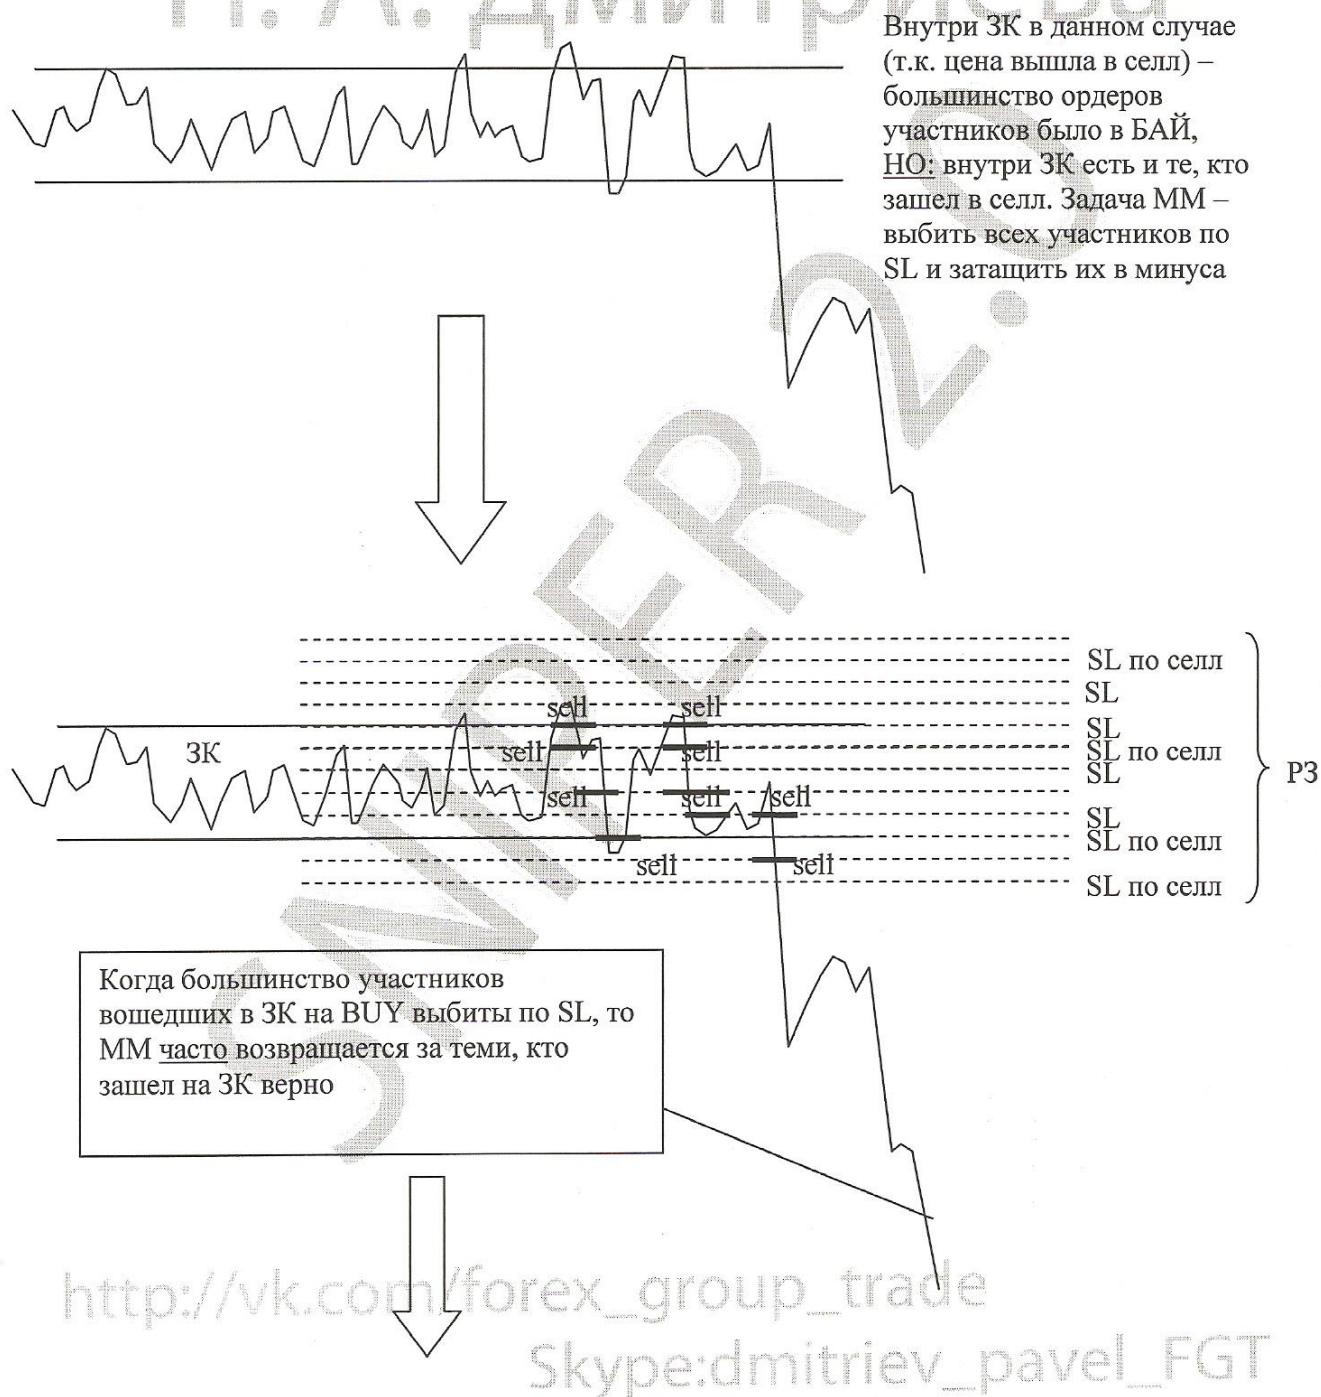 П. А. Дмитриева
Внутри ЗК в данном случае
(т.к. цена вышла в селл) –
большинство ордеров
участников было в БАЙ,
НО: внутри ЗК есть и те, кто
зашел в селл. Задача ММ –
выбить всех участников по
SL и затащить их в минуса
SNIPER 2.0
SL по селл
SL
sell sell
SL
ЗК
sell sell
SL по селл
SL
РЗ
sell sell sell
SL
SL по селл
sell sell
SL по селл
Когда большинство участников
вошедших в ЗК на BUY выбиты по SL, то
ММ часто возвращается за теми, кто
зашел на ЗК верно
http://vk.com/forex_group_trade
Skype:dmitriev_pavel_FGT